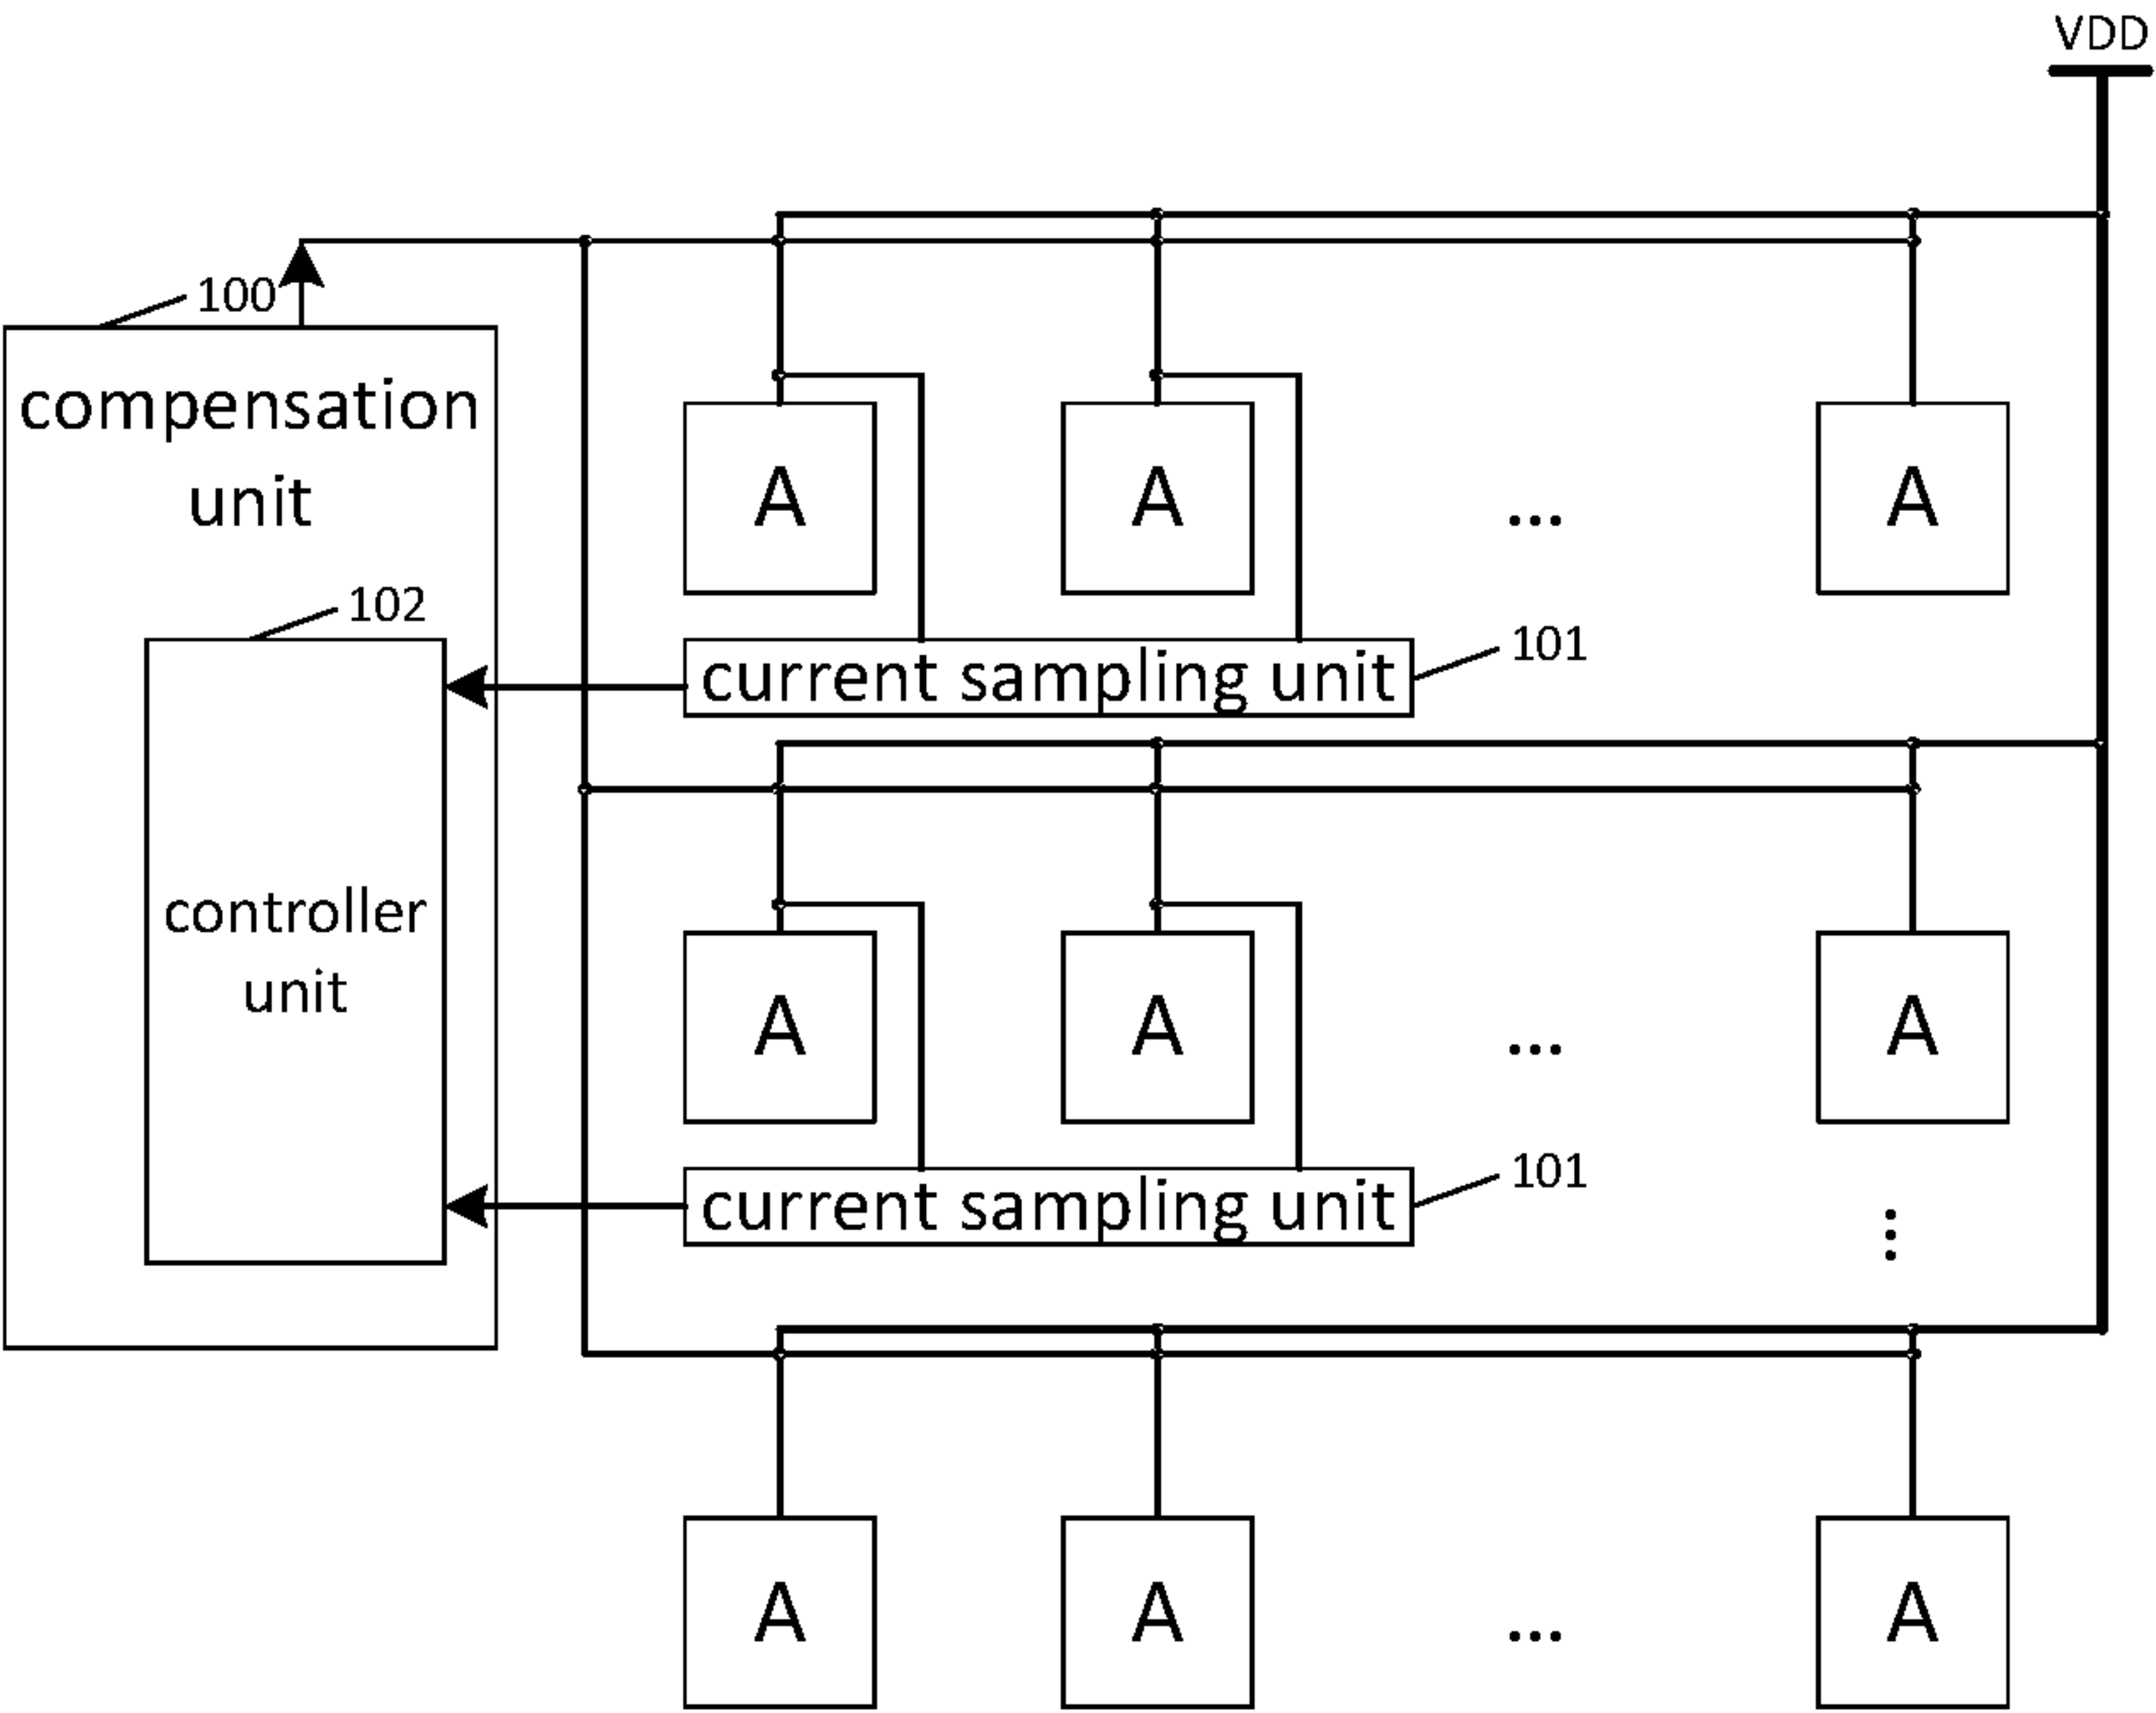 VDD
100
compensation
unit
A A ... A
102
101
current sampling unit
controller
unit
A A ... A
101
current sampling unit
A A ... A